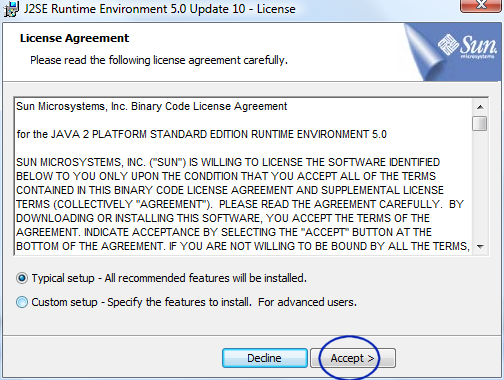 J2SE Runtime Environment 5.0 Update 10 - License
License Agreement
Please read the following license agreement carefully.
Sun
microsystems
Sun Microsystems, Inc. Binary Code License Agreement
for the JAVA 2 PLATFORM STANDARD EDITION RUNTIME ENVIRONMENT 5.0
SUN MICROSYSTEMS, INC. ("SUN") IS WILLING TO LICENSE THE SOFTWARE IDENTIFIED
BELOW TO YOU ONLY UPON THE CONDITION THAT YOU ACCEPT ALL OF THE TERMS
CONTAINED IN THIS BINARY CODE LICENSE AGREEMENT AND SUPPLEMENTAL LICENSE
TERMS (COLLECTIVELY "AGREEMENT").  PLEASE READ THE AGREEMENT CAREFULLY.  BY
DOWNLOADING OR INSTALLING THIS SOFTWARE, YOU ACCEPT THE TERMS OF THE
AGREEMENT. INDICATE ACCEPTANCE BY SELECTING THE "ACCEPT" BUTTON AT THE
BOTTOM OF THE AGREEMENT. IF YOU ARE NOT WILLING TO BE BOUND BY ALL THE TERMS,
Typical setup - All recommended features will be installed.
Custom setup - Specify the features to install.  For advanced users.
Decline
Accept >